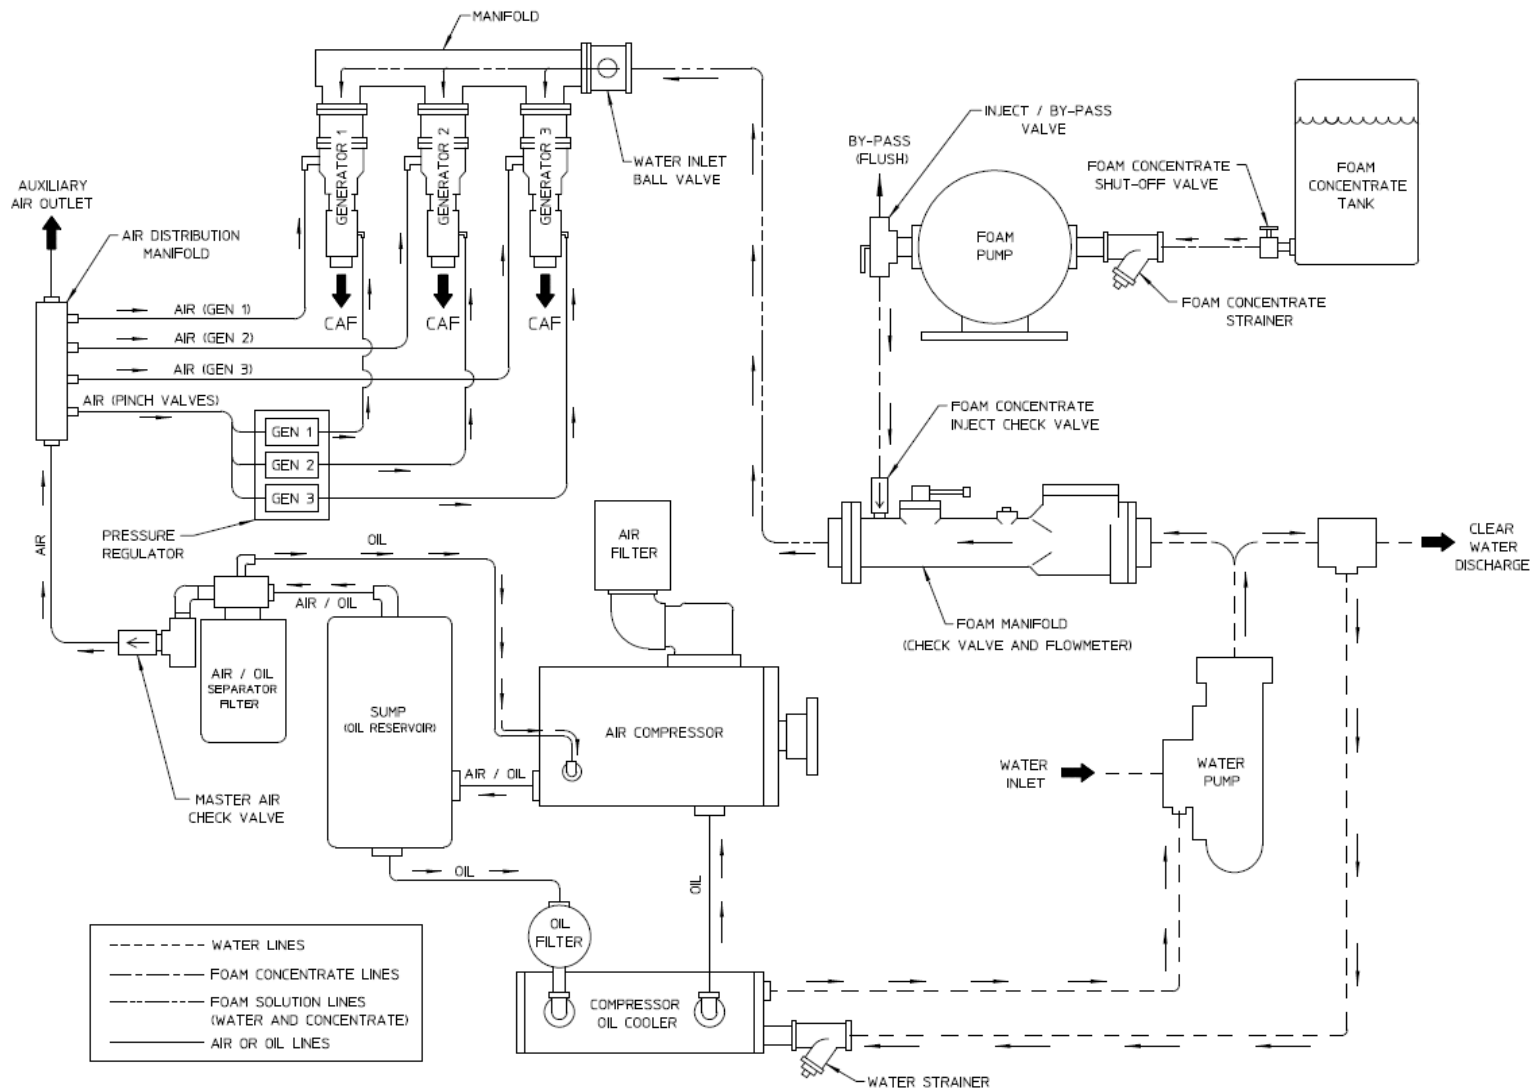 MANIFOLD
GENERATOR 1
GENERATOR 2
GENERATOR 3
WATER INLET
BALL VALVE
INJECT / BY-PASS
VALVE
BY-PASS
(FLUSH)
FOAM CONCENTRATE
SHUT-OFF VALVE
FOAM
CONCENTRATE
TANK
FOAM
PUMP
FOAM CONCENTRATE
STRAINER
AUXILIARY
AIR OUTLET
AIR DISTRIBUTION
MANIFOLD
AIR (GEN 1)
AIR (GEN 2)
AIR (GEN 3)
AIR (PINCH VALVES)
CAF
CAF
CAF
GEN 1
GEN 2
GEN 3
PRESSURE
REGULATOR
FOAM CONCENTRATE
INJECT CHECK VALVE
AIR
OIL
AIR / OIL
AIR
FILTER
CLEAR
WATER
DISCHARGE
FOAM MANIFOLD
(CHECK VALVE AND FLOWMETER)
AIR / OIL
SEPARATOR
FILTER
SUMP
(OIL RESERVOIR)
AIR COMPRESSOR
AIR / OIL
WATER
INLET
WATER
PUMP
MASTER AIR
CHECK VALVE
OIL
OIL
OIL
FILTER
COMPRESSOR
OIL COOLER
WATER STRAINER
WATER LINES
FOAM CONCENTRATE LINES
FOAM SOLUTION LINES
(WATER AND CONCENTRATE)
AIR OR OIL LINES